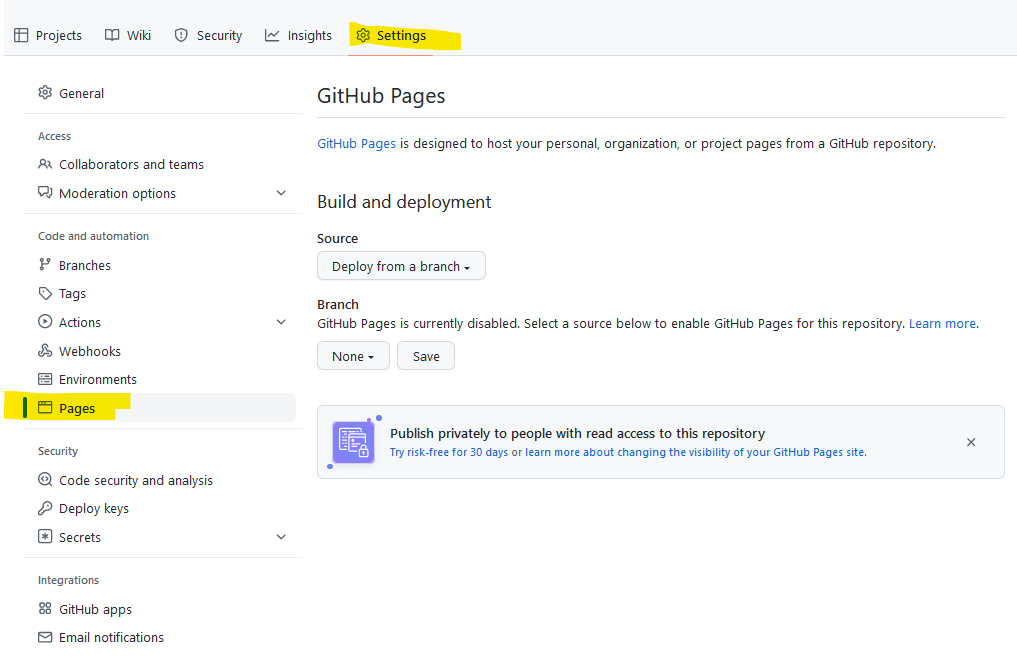 Projects Wiki Security Insights Settings
General
Access
Collaborators and teams
Moderation options
Code and automation
Branches
Tags
Actions
Webhooks
Environments
Pages
Security
Code security and analysis
Deploy keys
Secrets
Integrations
GitHub apps
Email notifications
GitHub Pages
GitHub Pages is designed to host your personal, organization, or project pages from a GitHub repository.
Build and deployment
Source
Deploy from a branch
Branch
GitHub Pages is currently disabled. Select a source below to enable GitHub Pages for this repository. Learn more.
None Save
Publish privately to people with read access to this repository
Try risk-free for 30 days or learn more about changing the visibility of your GitHub Pages site.